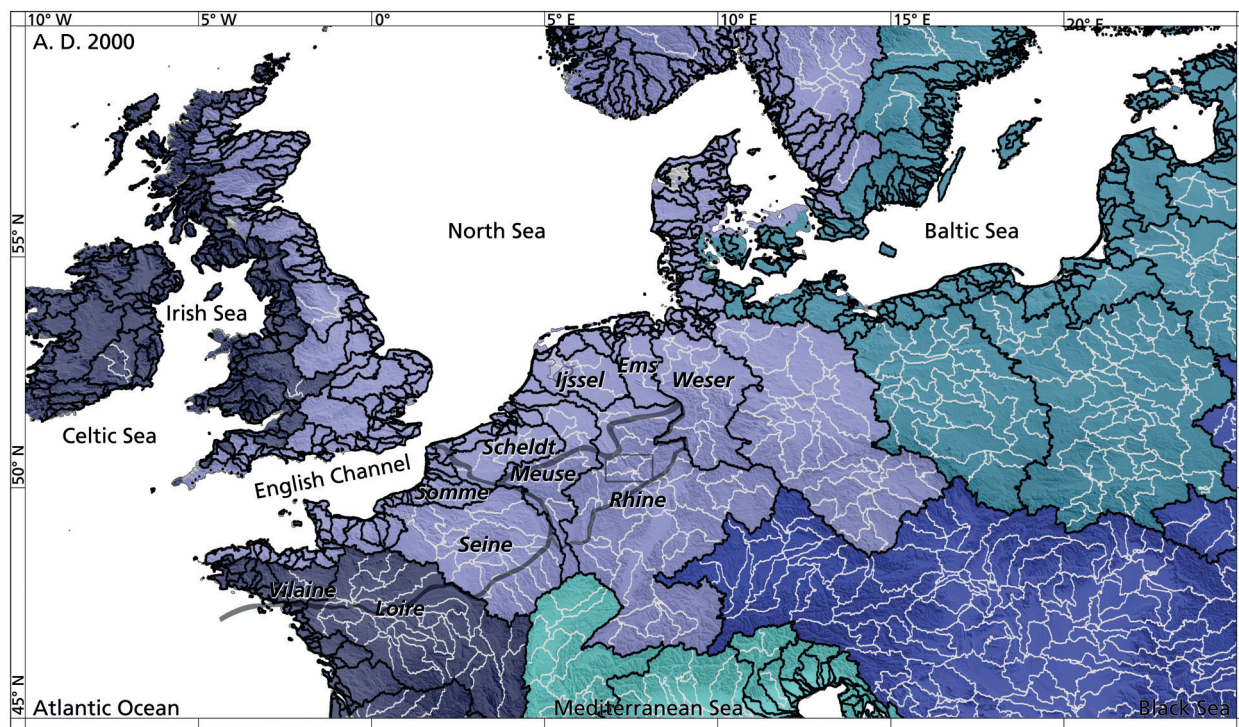 10° W
5° W
0°
5 E
10° E
15° E
20° E
A. D. 2000
55° N
North Sea
Baltic Sea
Irish Sea
Ems
Ijssel
Weser
Celtic Sea
Scheldt
50° N
English Channel
Meuse
Somme
Rhine
Seine
Vilaine
Loire
45° N
Atlantic Ocean
Mediterranean Sea
Black Sea